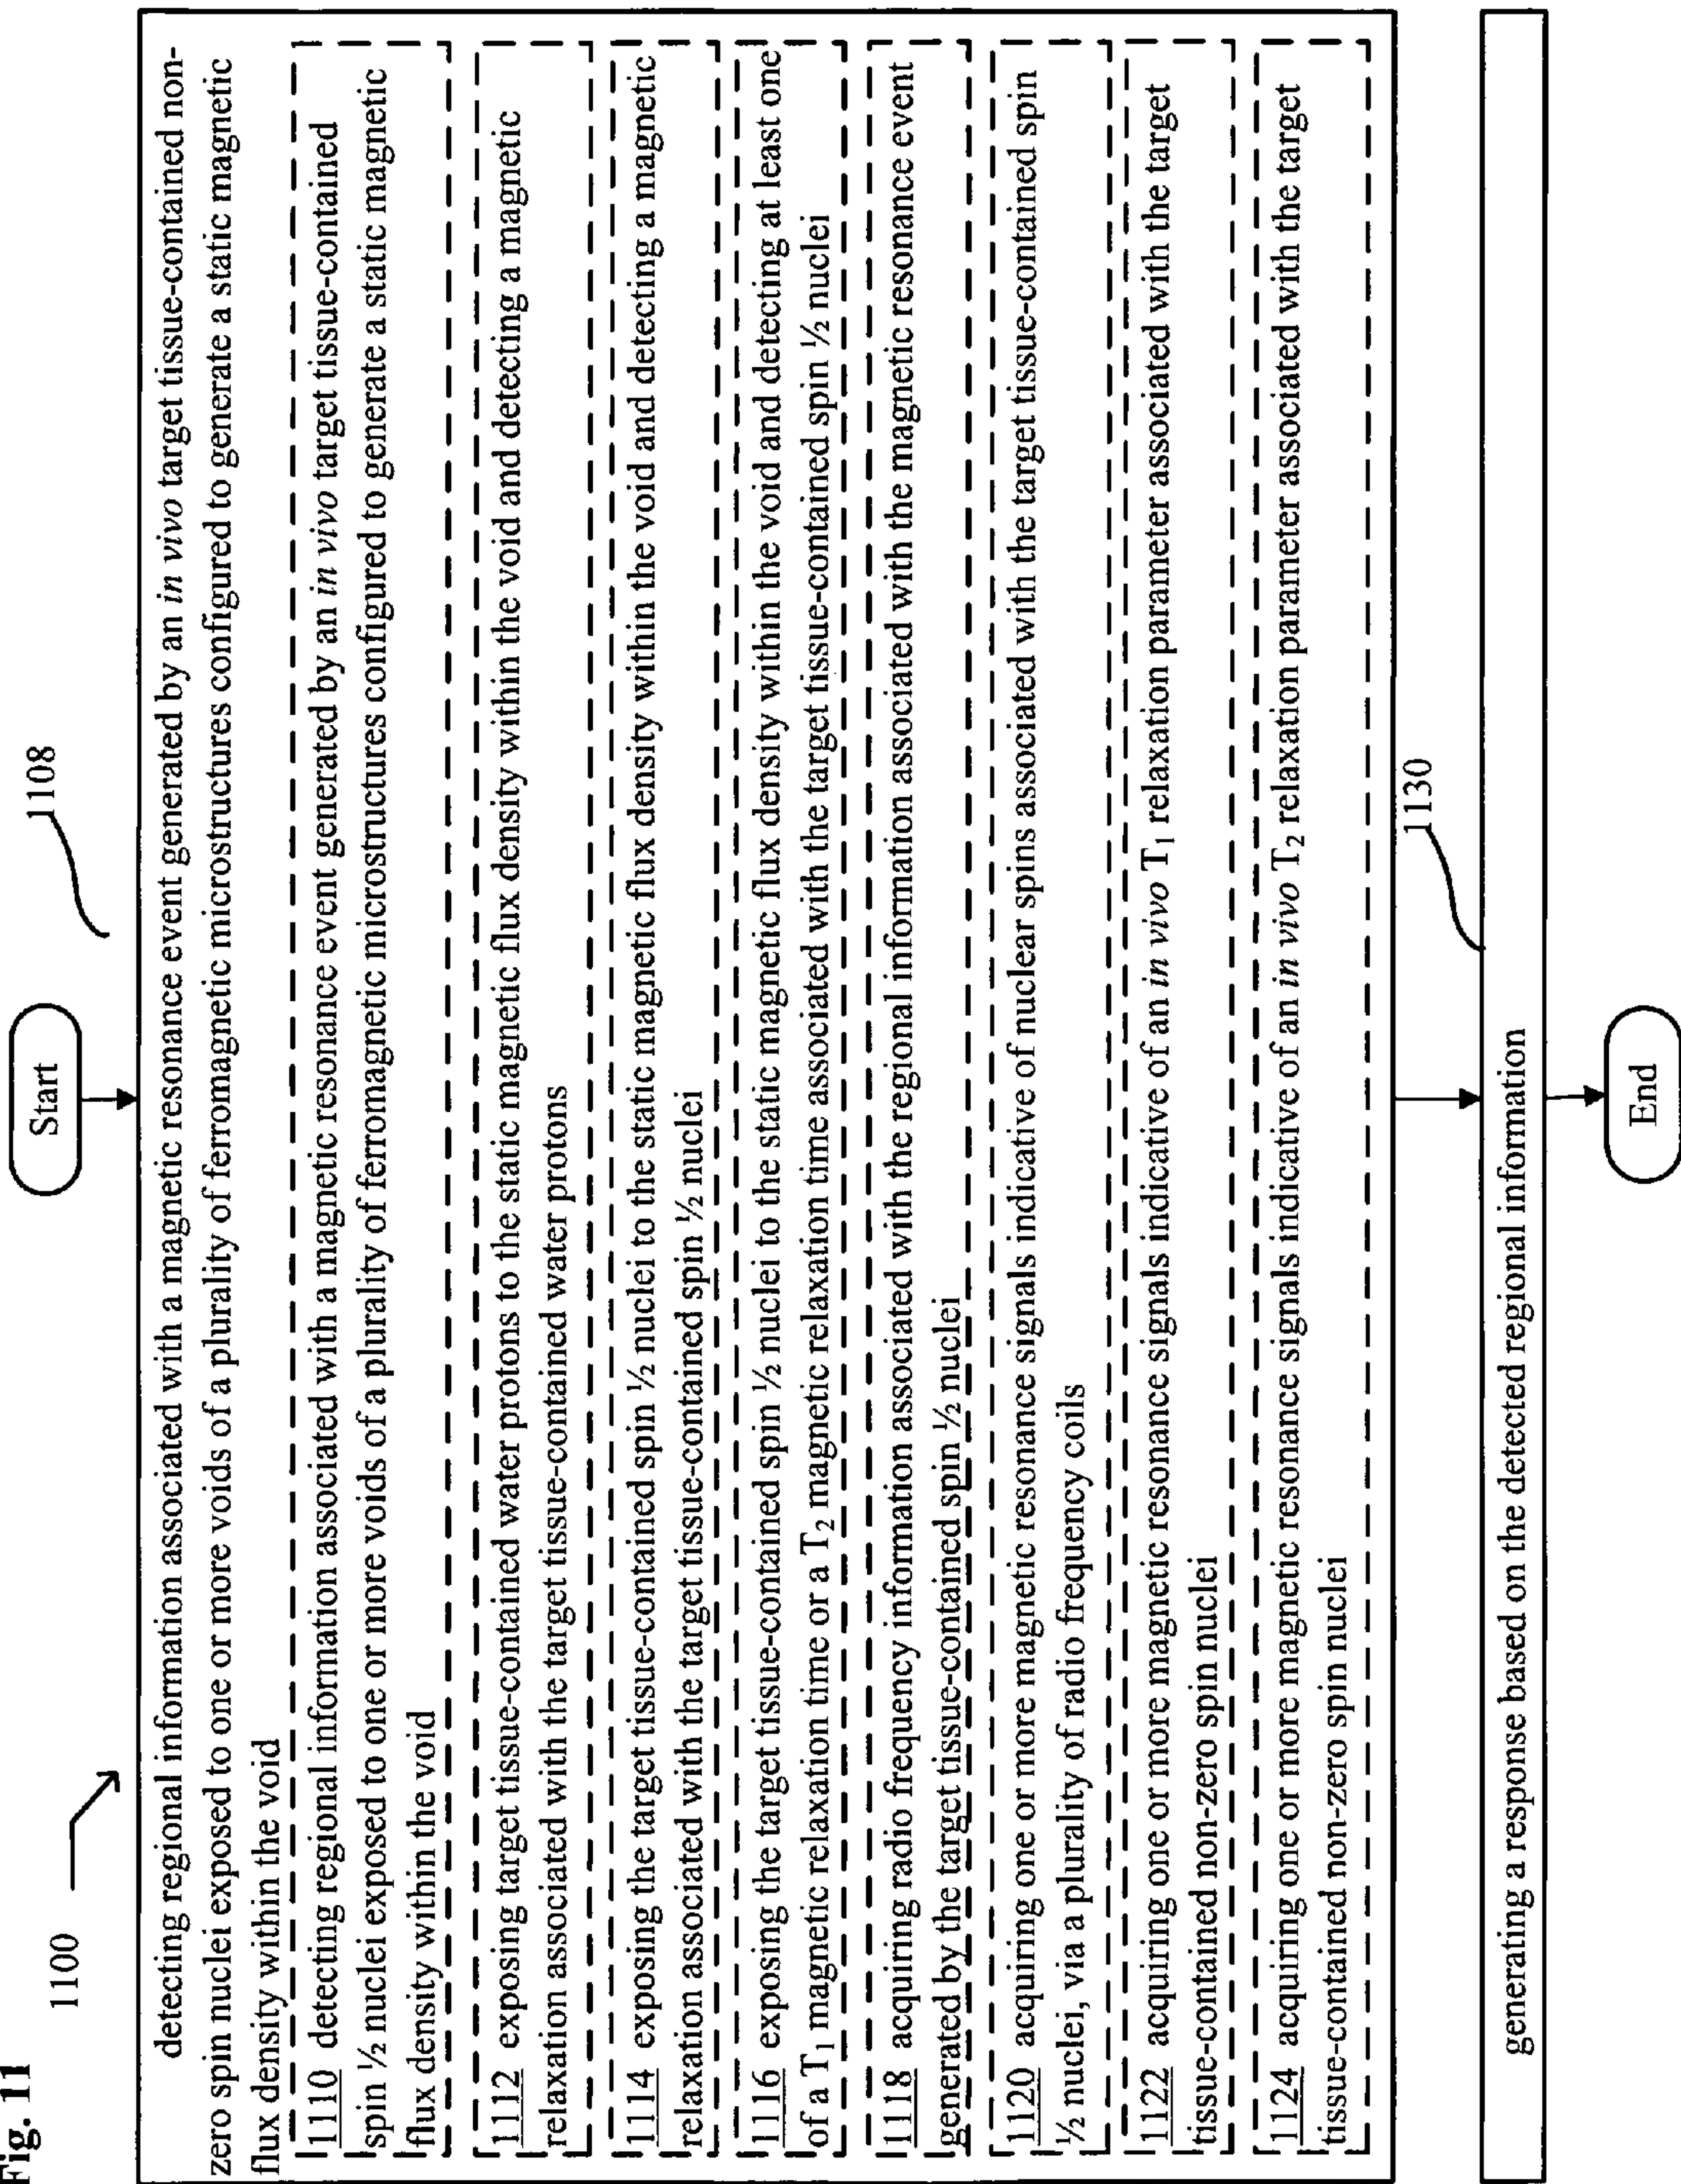 Fig. 11
1100
Start
1108
detecting regional information associated with a magnetic resonance event generated by an in vivo target tissue-contained non-
zero spin nuclei exposed to one or more voids of a plurality of ferromagnetic microstructures configured to generate a static magnetic
flux density within the void
1110 detecting regional information associated with a magnetic resonance event generated by an in vivo target tissue-contained
spin ½ nuclei exposed to one or more voids of a plurality of ferromagnetic microstructures configured to generate a static magnetic
flux density within the void
1112 exposing target tissue-contained water protons to the static magnetic flux density within the void and detecting a magnetic
relaxation associated with the target tissue-contained water protons
1114 exposing the target tissue-contained spin ½ nuclei to the static magnetic flux density within the void and detecting a magnetic
relaxation associated with the target tissue-contained spin ½ nuclei
1116 exposing the target tissue-contained spin ½ nuclei to the static magnetic flux density within the void and detecting at least one
of a T₁ magnetic relaxation time or a T₂ magnetic relaxation time associated with the target tissue-contained spin ½ nuclei
1118 acquiring radio frequency information associated with the regional information associated with the magnetic resonance event
generated by the target tissue-contained spin ½ nuclei
1120 acquiring one or more magnetic resonance signals indicative of nuclear spins associated with the target tissue-contained spin
½ nuclei, via a plurality of radio frequency coils
1122 acquiring one or more magnetic resonance signals indicative of an in vivo T₁ relaxation parameter associated with the target
tissue-contained non-zero spin nuclei
1124 acquiring one or more magnetic resonance signals indicative of an in vivo T₂ relaxation parameter associated with the target
tissue-contained non-zero spin nuclei
1130
generating a response based on the detected regional information
End